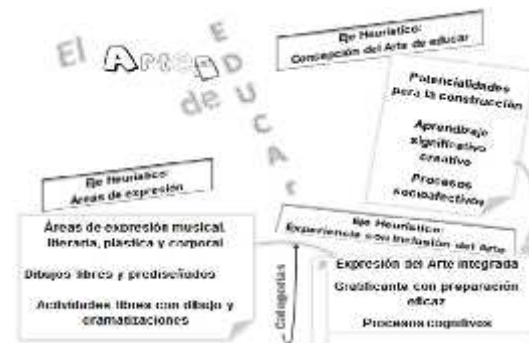 El Arte
de EDUCAr
Eje Heurístico:
Concepción del Arte de educar
Potencialidades
para la construcción
Aprendizaje
significativo
creativo
Procesos
socioafectivos
Eje Heurístico:
Áreas de expresión
Áreas de expresión musical,
literaria, plástica y corporal
Dibujos libres y prediseñados
Actividades libres con dibujo y
dramatizaciones
Eje Heurístico:
Experiencia con inclusión del Arte
Categorías
Expresión del Arte integrada
Gratificante con preparación
eficaz
Procesos cognitivos